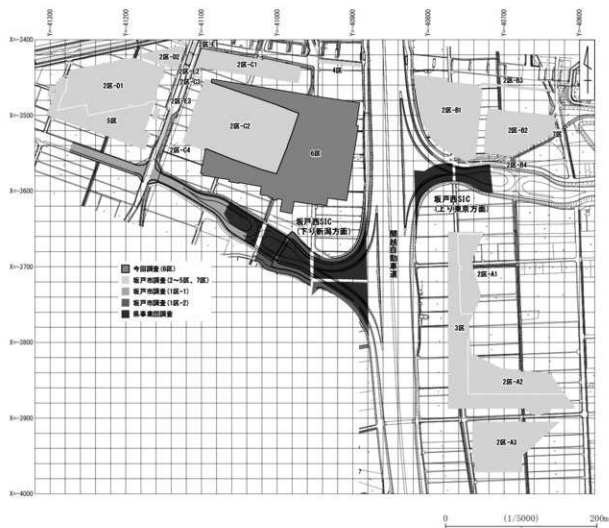 Y=-41300
Y=-41200
Y=-41100
Y=-41000
Y=-40900
Y=-40800
Y=-40700
Y=-40600
X=-3400
X=-3500
X=-3600
X=-3700
X=-3800
X=-3900
X=-4000
2区-D2
2区-E1
2区-E2
2区-C1
4区
2区-D1
2区-C3
2区-E3
5区
2区-C2
2区-C4
6区
2区-B3
2区-B1
2区-B2
7区
2区-B4
坂戸西SIC
(上り東京方面)
坂戸西SIC
(下り新潟方面)
関越自動車道
今回調査(6区)
坂戸市調査(2～5区、7区)
坂戸市調査(1区-1)
坂戸市調査(1区-2)
県事業団調査
2区-A1
3区
2区-A2
2区-A3
0 (1/5000) 200m